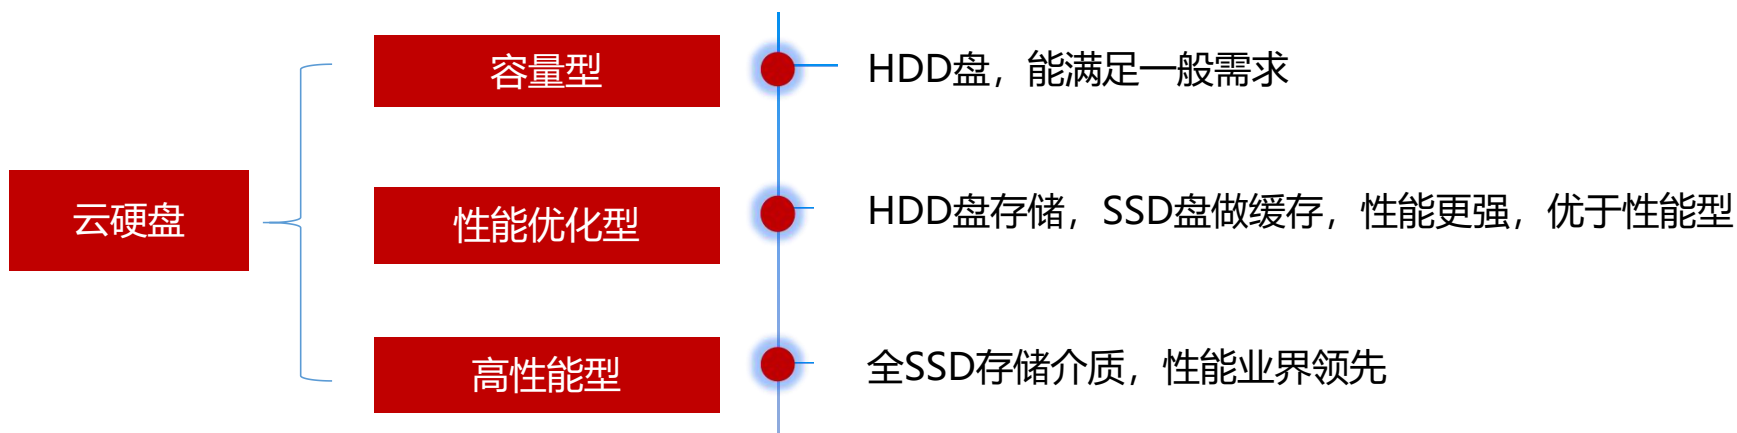 容量型
HDD盘，能满足一般需求
云硬盘
性能优化型
HDD盘存储，SSD盘做缓存，性能更强，优于性能型
高性能型
全SSD存储介质，性能业界领先